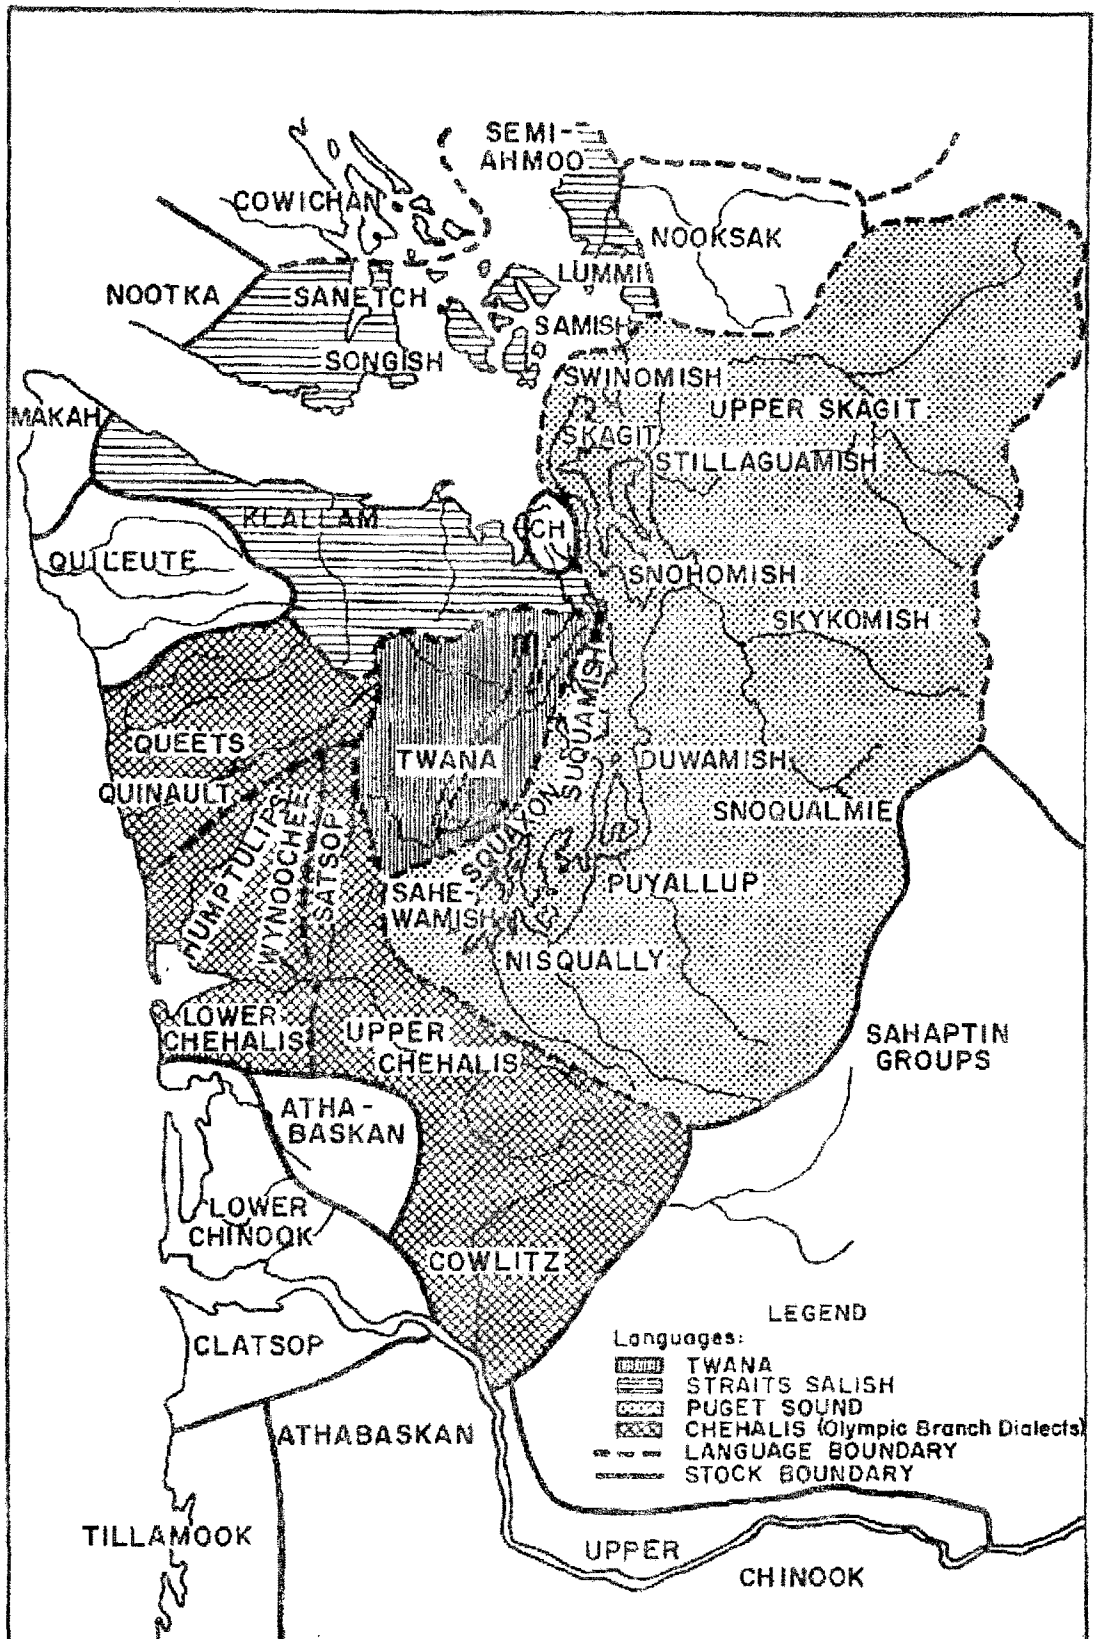 SEMI-
AHMOO
COWICHAN
NOOKSAK
LUMMI
NOOTKA
SANETCH
SAMISH
SONGISH
SWINOMISH
MAKAH
UPPER SKAGIT
SKAGIT
STILLAGUAMISH
KLALLAM
CH
QUILEUTE
SNOHOMISH
SKYKOMISH
SUQUAMISH
QUEETS
TWANA
DUWAMISH
QUINAULT
SNOQUALMIE
HUMPTULIPS
WYNOOCHEE
SATSOP
SQUAXON
SAHE-
WAMISH
PUYALLUP
NISQUALLY
LOWER
CHEHALIS
UPPER
CHEHALIS
SAHAPTIN
GROUPS
ATHA-
BASKAN
LOWER
CHINOOK
COWLITZ
CLATSOP
ATHABASKAN
TILLAMOOK
UPPER
CHINOOK
LEGEND
Languages:
TWANA
STRAITS SALISH
PUGET SOUND
CHEHALIS (Olympic Branch Dialects)
LANGUAGE BOUNDARY
STOCK BOUNDARY